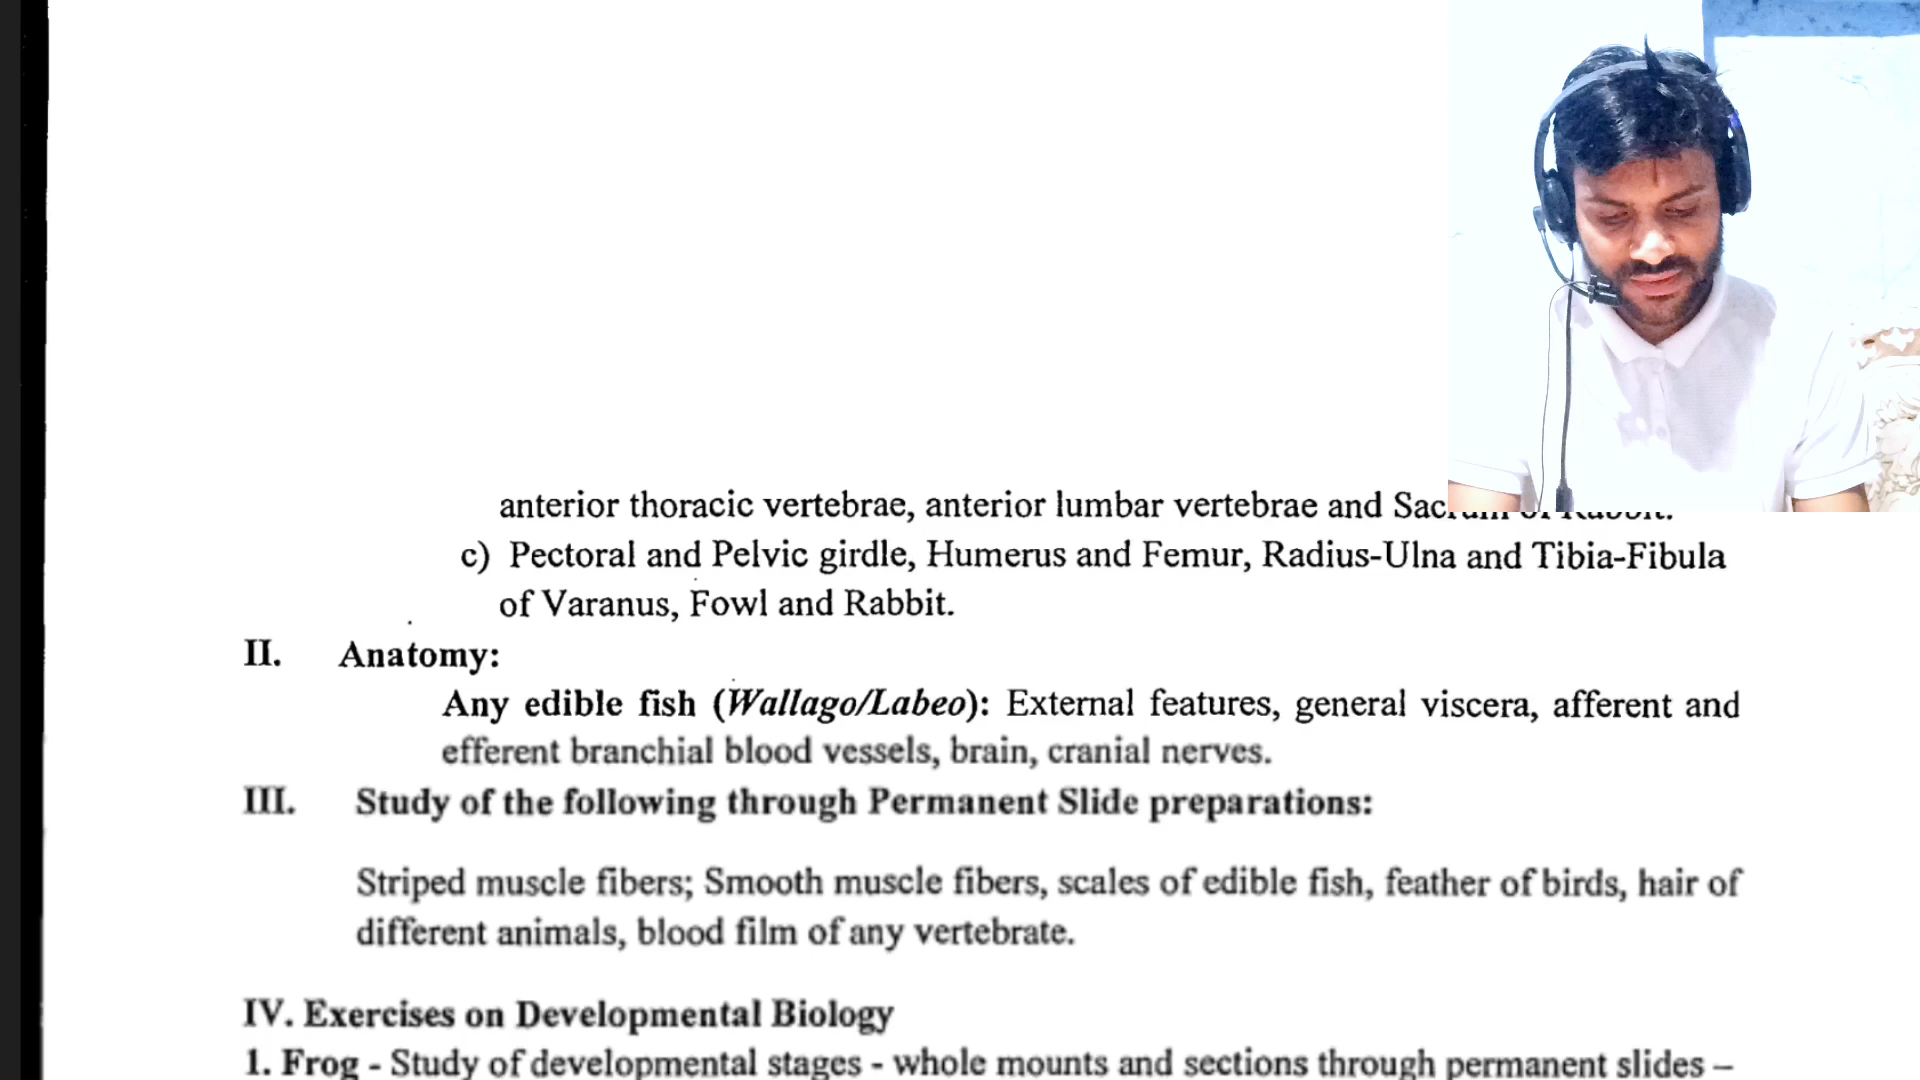 anterior thoracic vertebrae, anterior lumbar vertebrae and
c) Pectoral and Pelvic girdle, Humerus and Femur, Radius-Ulna and Tibia-Fibula
of Varanus, Fowl and Rabbit.
II. Anatomy:
Any edible fish (Wallago/Labeo): External features, general viscera, afferent and
efferent branchial blood vessels, brain, cranial nerves.
III. Study of the following through Permanent Slide preparations:
Striped muscle fibers; Smooth muscle fibers, scales of edible fish, feather of birds, hair of
different animals, blood film of any vertebrate.
IV. Exercises on Developmental Biology
1. Frog - Study of developmental stages - whole mounts and sections through permanent slides –